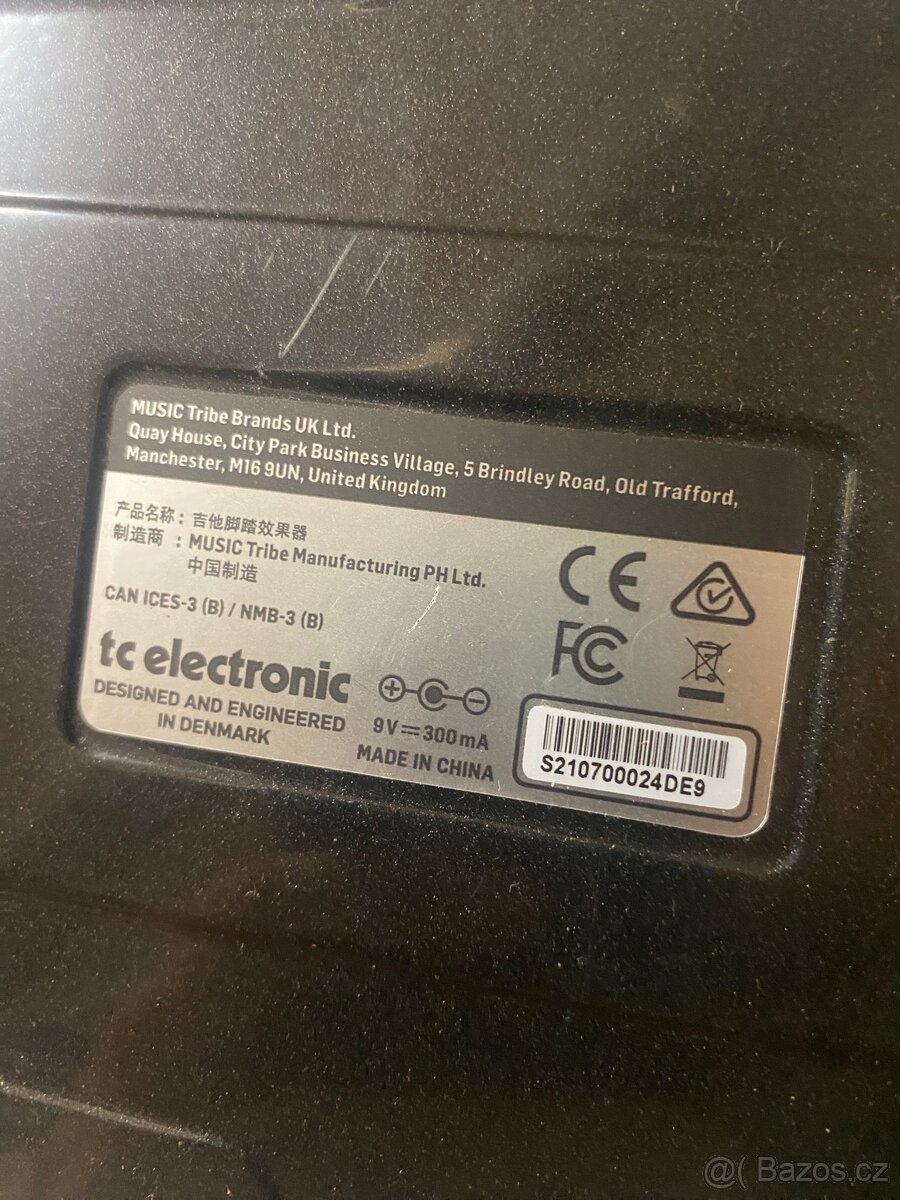 MUSIC Tribe Brands UK Ltd.
Quay House, City Park Business Village, 5 Brindley Road, Old Trafford,
Manchester, M16 9UN, United Kingdom
产品名称：吉他脚踏效果器
制造商 ：MUSIC Tribe Manufacturing PH Ltd.
中国制造
CAN ICES-3 (B) / NMB-3 (B)
CE
FC
tc electronic
DESIGNED AND ENGINEERED
IN DENMARK
9V⎓300mA
MADE IN CHINA
S210700024DE9
@( Bazos.cz